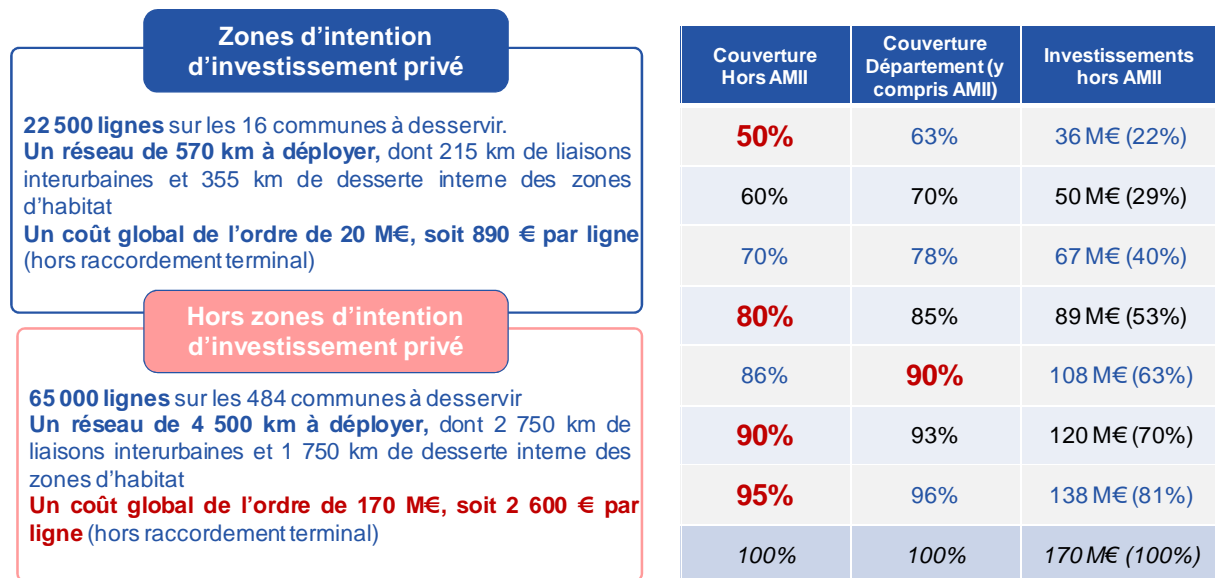 Zones d'intention
d'investissement privé
22 500 lignes sur les 16 communes à desservir.
Un réseau de 570 km à déployer, dont 215 km de liaisons
interurbaines et 355 km de desserte interne des zones
d'habitat
Un coût global de l'ordre de 20 M€, soit 890 € par ligne
(hors raccordement terminal)
Hors zones d'intention
d'investissement privé
65 000 lignes sur les 484 communes à desservir
Un réseau de 4 500 km à déployer, dont 2 750 km de
liaisons interurbaines et 1 750 km de desserte interne des
zones d'habitat
Un coût global de l'ordre de 170 M€, soit 2 600 € par
ligne (hors raccordement terminal)
Couverture Hors AMII | Couverture Département (y compris AMII) | Investissements hors AMII
50% 63% 36 M€ (22%)
60% 70% 50 M€ (29%)
70% 78% 67 M€ (40%)
80% 85% 89 M€ (53%)
86% 90% 108 M€ (63%)
90% 93% 120 M€ (70%)
95% 96% 138 M€ (81%)
100% 100% 170 M€ (100%)